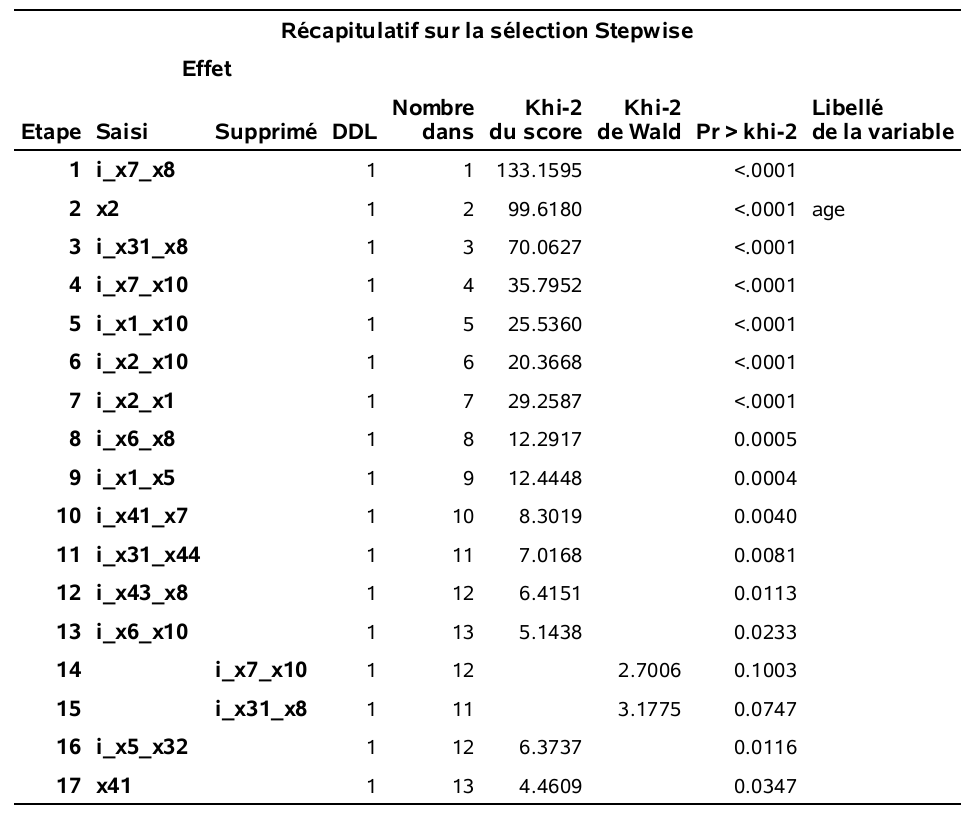 Récapitulatif sur la sélection Stepwise
Effet
Etape Saisi Supprimé DDL Nombre dans Khi-2 du score Khi-2 de Wald Pr > khi-2 Libellé de la variable
1 i_x7_x8 1 1 133.1595 <.0001
2 x2 1 2 99.6180 <.0001 age
3 i_x31_x8 1 3 70.0627 <.0001
4 i_x7_x10 1 4 35.7952 <.0001
5 i_x1_x10 1 5 25.5360 <.0001
6 i_x2_x10 1 6 20.3668 <.0001
7 i_x2_x1 1 7 29.2587 <.0001
8 i_x6_x8 1 8 12.2917 0.0005
9 i_x1_x5 1 9 12.4448 0.0004
10 i_x41_x7 1 10 8.3019 0.0040
11 i_x31_x44 1 11 7.0168 0.0081
12 i_x43_x8 1 12 6.4151 0.0113
13 i_x6_x10 1 13 5.1438 0.0233
14 i_x7_x10 1 12 2.7006 0.1003
15 i_x31_x8 1 11 3.1775 0.0747
16 i_x5_x32 1 12 6.3737 0.0116
17 x41 1 13 4.4609 0.0347